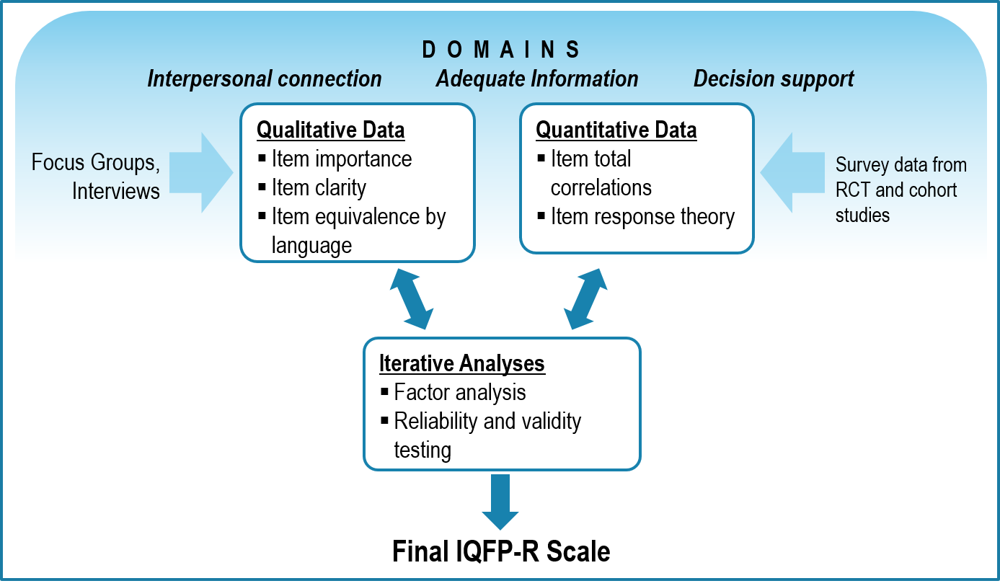 D O M A I N S
Interpersonal connection Adequate Information Decision support
Focus Groups,
Interviews
Qualitative Data
▪ Item importance
▪ Item clarity
▪ Item equivalence by
language
Quantitative Data
▪ Item total
correlations
▪ Item response theory
Survey data from
RCT and cohort
studies
Iterative Analyses
▪ Factor analysis
▪ Reliability and validity
testing
Final IQFP-R Scale